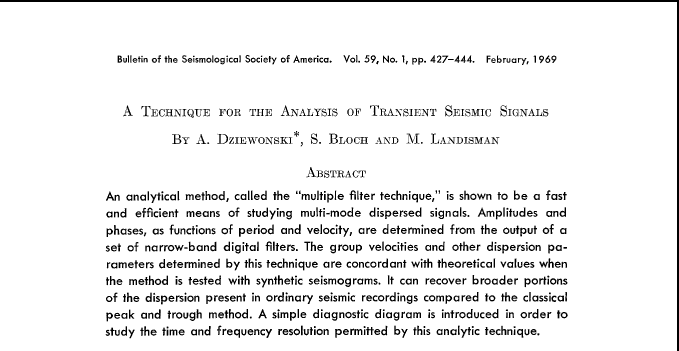 Bulletin of the Seismological Society of America. Vol. 59, No. 1, pp. 427–444. February, 1969
A Technique for the Analysis of Transient Seismic Signals
By A. Dziewonski*, S. Bloch and M. Landisman
Abstract
An analytical method, called the "multiple filter technique," is shown to be a fast
and efficient means of studying multi-mode dispersed signals. Amplitudes and
phases, as functions of period and velocity, are determined from the output of a
set of narrow-band digital filters. The group velocities and other dispersion pa-
rameters determined by this technique are concordant with theoretical values when
the method is tested with synthetic seismograms. It can recover broader portions
of the dispersion present in ordinary seismic recordings compared to the classical
peak and trough method. A simple diagnostic diagram is introduced in order to
study the time and frequency resolution permitted by this analytic technique.